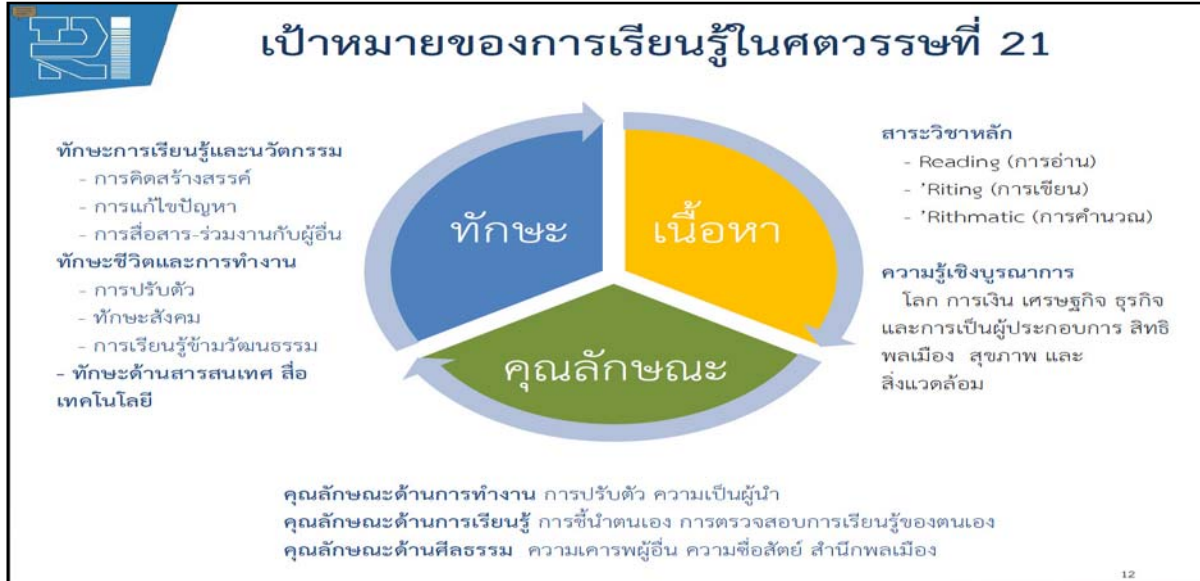 เป้าหมายของการเรียนรู้ในศตวรรษที่ 21
ทักษะการเรียนรู้และนวัตกรรม
- การคิดสร้างสรรค์
- การแก้ไขปัญหา
- การสื่อสาร-ร่วมงานกับผู้อื่น
ทักษะชีวิตและการทำงาน
- การปรับตัว
- ทักษะสังคม
- การเรียนรู้ข้ามวัฒนธรรม
- ทักษะด้านสารสนเทศ สื่อ
เทคโนโลยี
ทักษะ
เนื้อหา
คุณลักษณะ
สาระวิชาหลัก
- Reading (การอ่าน)
- 'Riting (การเขียน)
- 'Rithmatic (การคำนวณ)
ความรู้เชิงบูรณาการ
โลก การเงิน เศรษฐกิจ ธุรกิจ
และการเป็นผู้ประกอบการ สิทธิ
พลเมือง สุขภาพ และ
สิ่งแวดล้อม
คุณลักษณะด้านการทำงาน การปรับตัว ความเป็นผู้นำ
คุณลักษณะด้านการเรียนรู้ การชี้นำตนเอง การตรวจสอบการเรียนรู้ของตนเอง
คุณลักษณะด้านศีลธรรม ความเคารพผู้อื่น ความซื่อสัตย์ สำนึกพลเมือง
12